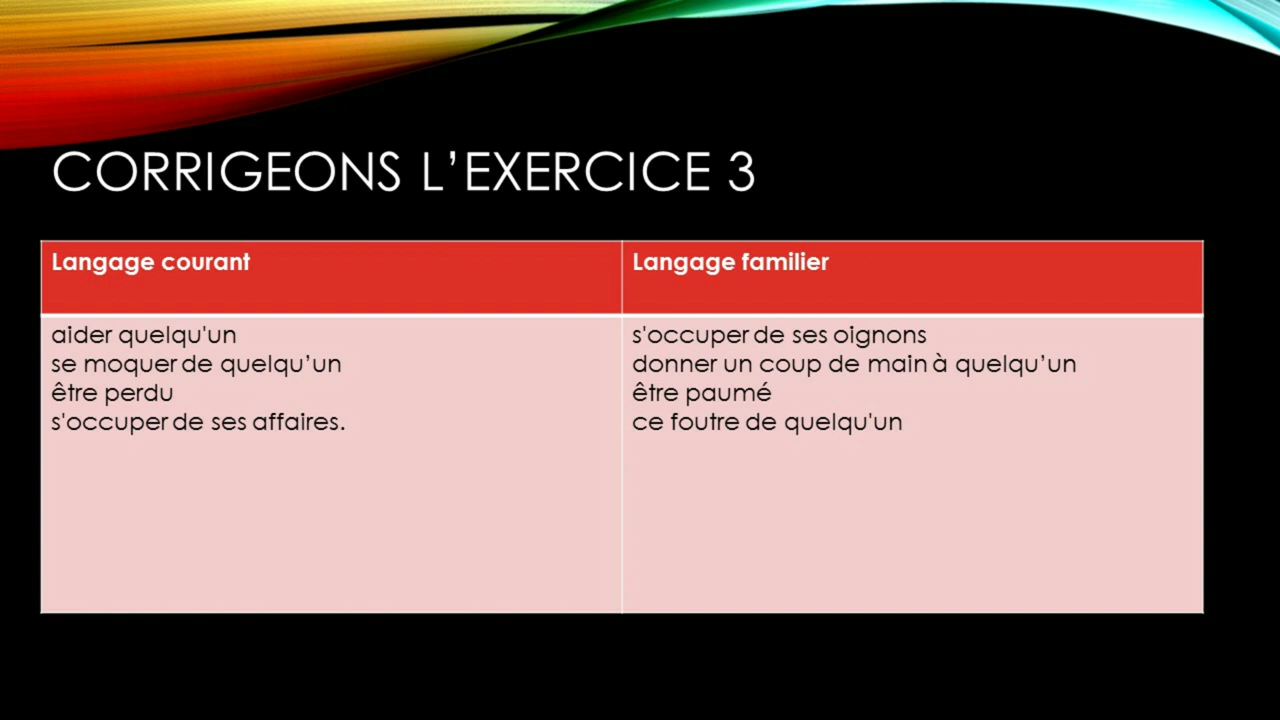 CORRIGEONS L’EXERCICE 3
Langage courant
Langage familier
aider quelqu'un
se moquer de quelqu’un
être perdu
s'occuper de ses affaires.
s'occuper de ses oignons
donner un coup de main à quelqu’un
être paumé
ce foutre de quelqu'un